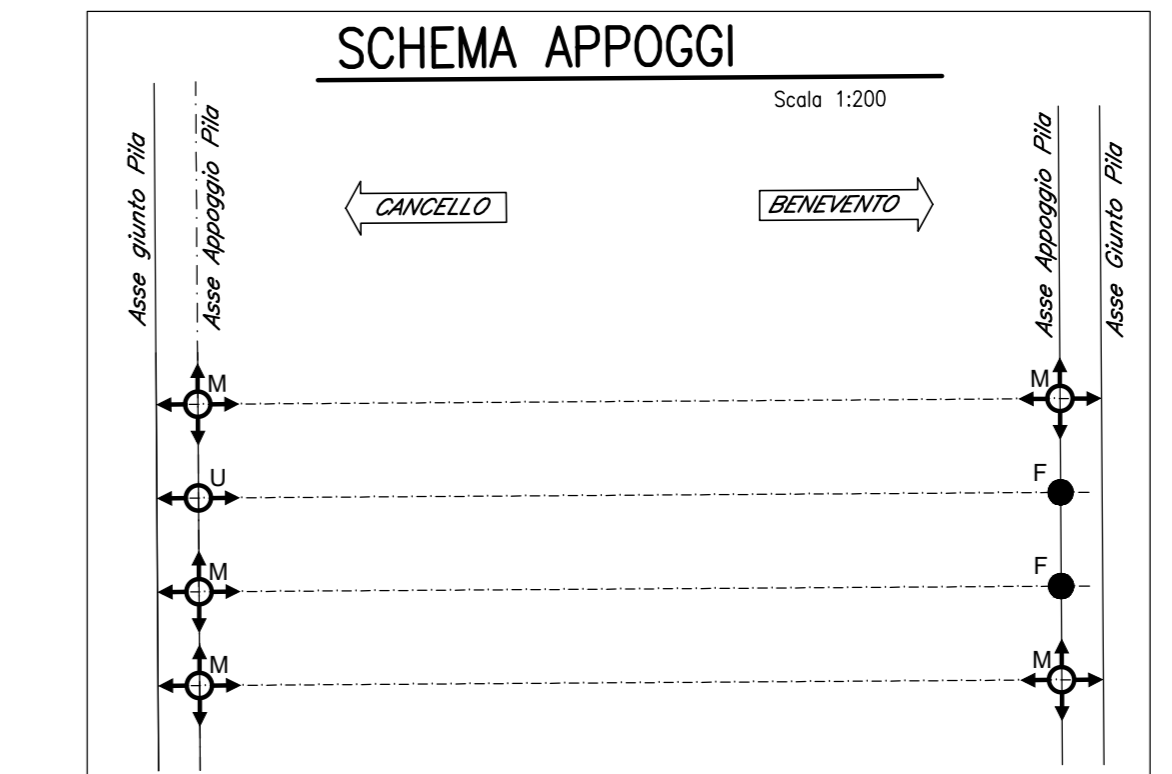 SCHEMA APPOGGI
Scala 1:200
Asse giunto Pila
Asse Appoggio Pila
CANCELLO
BENEVENTO
Asse Appoggio Pila
Asse Giunto Pila
M
M
U
F
M
F
M
M